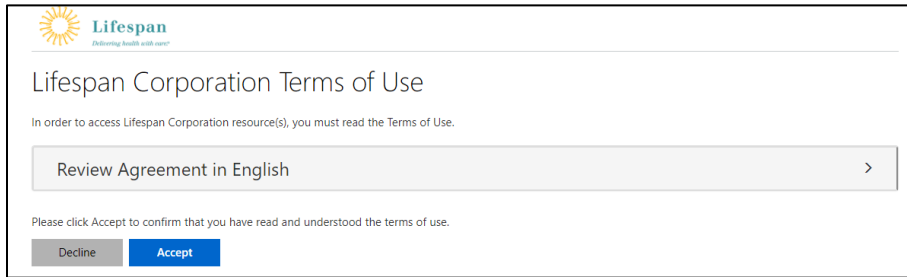 Lifespan
Delivering health with care.®
Lifespan Corporation Terms of Use
In order to access Lifespan Corporation resource(s), you must read the Terms of Use.
Review Agreement in English
Please click Accept to confirm that you have read and understood the terms of use.
Decline
Accept